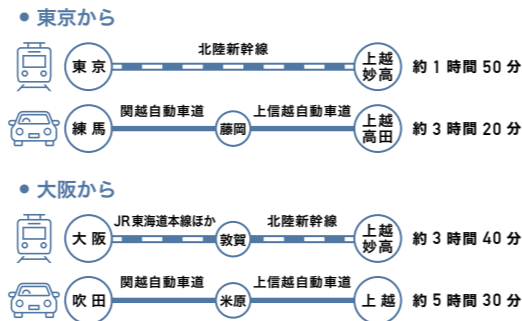 ● 東京から
北陸新幹線
東京 上越妙高 約1時間50分
関越自動車道 上信越自動車道
練馬 藤岡 上越高田 約3時間20分
● 大阪から
JR東海道本線ほか 北陸新幹線
大阪 敦賀 上越妙高 約3時間40分
関越自動車道 上信越自動車道
吹田 米原 上越 約5時間30分